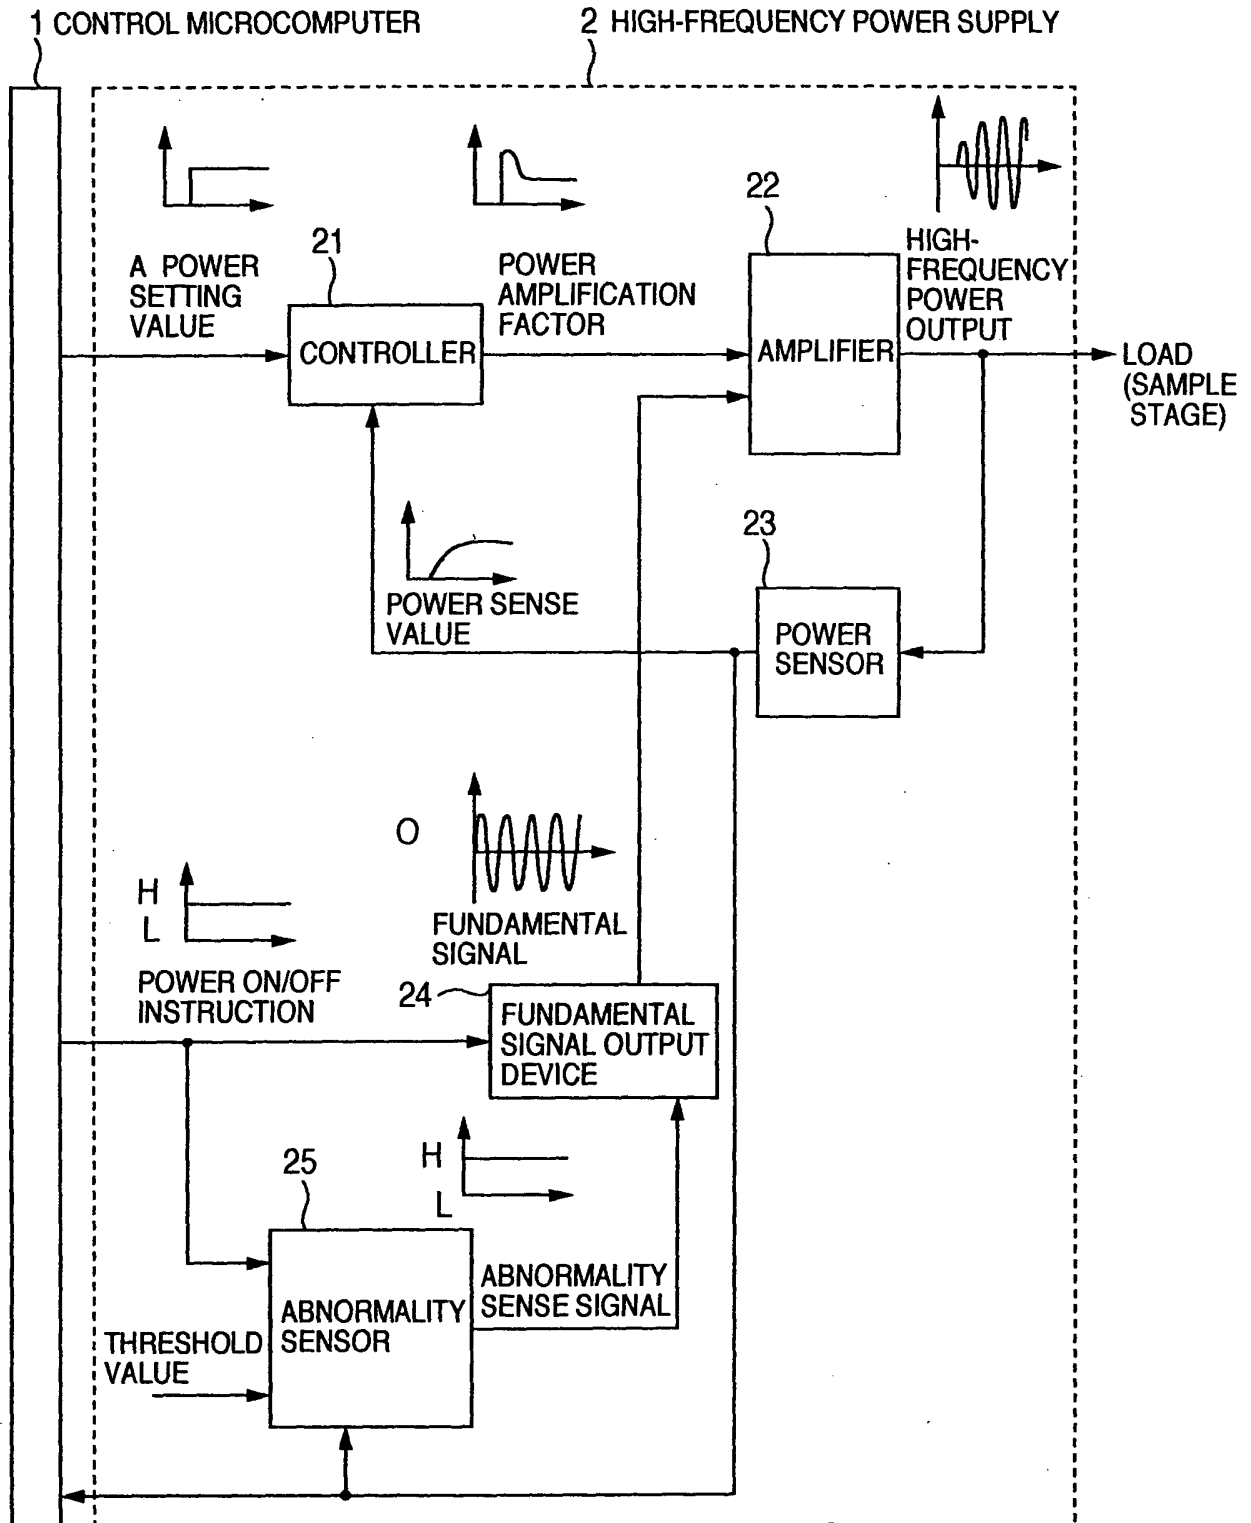 1 CONTROL MICROCOMPUTER
2 HIGH-FREQUENCY POWER SUPPLY
A POWER
SETTING
VALUE
21
CONTROLLER
POWER
AMPLIFICATION
FACTOR
22
AMPLIFIER
HIGH-
FREQUENCY
POWER
OUTPUT
LOAD
(SAMPLE
STAGE)
POWER SENSE
VALUE
23
POWER
SENSOR
O
FUNDAMENTAL
SIGNAL
H
L
POWER ON/OFF
INSTRUCTION
24
FUNDAMENTAL
SIGNAL OUTPUT
DEVICE
H
L
25
ABNORMALITY
SENSOR
ABNORMALITY
SENSE SIGNAL
THRESHOLD
VALUE